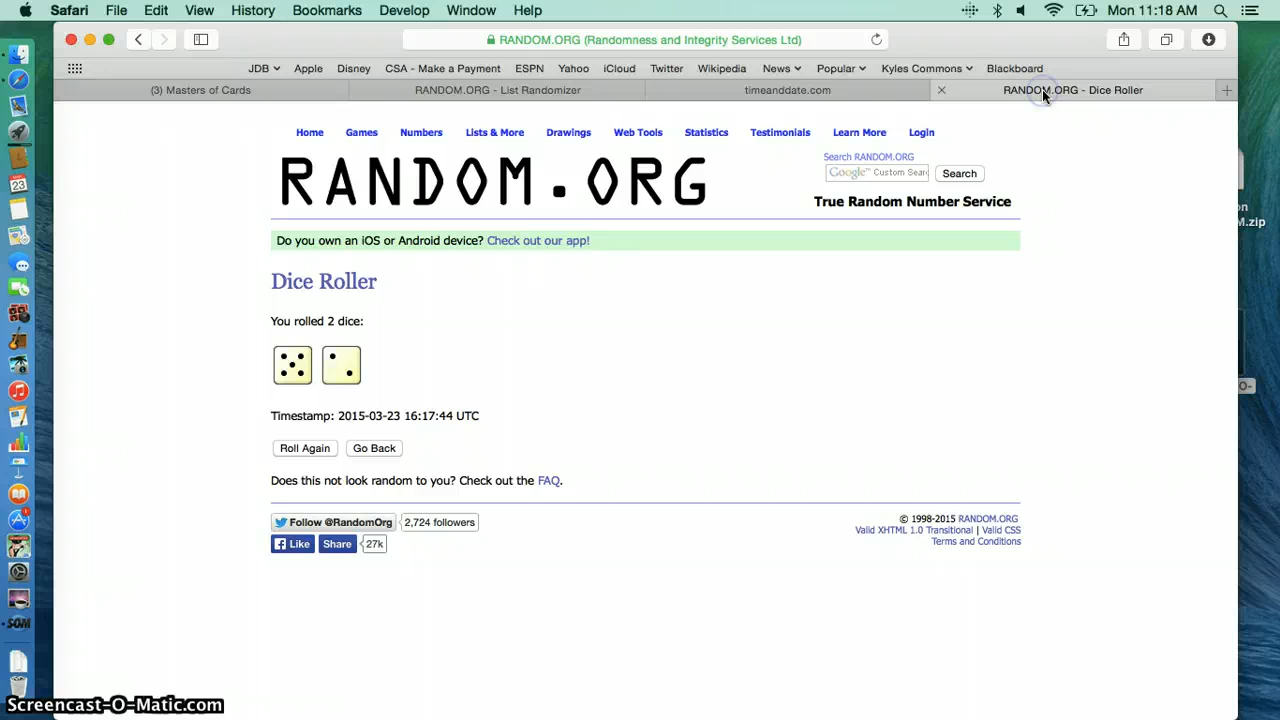 Safari File Edit View History Bookmarks Develop Window Help Mon 11:18 AM
RANDOM.ORG (Randomness and Integrity Services Ltd)
JDB Apple Disney CSA - Make a Payment ESPN Yahoo iCloud Twitter Wikipedia News Popular Kyles Commons Blackboard
(3) Masters of Cards RANDOM.ORG - List Randomizer timeanddate.com RANDOM.ORG - Dice Roller
Home Games Numbers Lists & More Drawings Web Tools Statistics Testimonials Learn More Login
Search RANDOM.ORG
Google™ Custom Sear Search
RANDOM.ORG
True Random Number Service
Do you own an iOS or Android device? Check out our app!
Dice Roller
You rolled 2 dice:
Timestamp: 2015-03-23 16:17:44 UTC
Roll Again Go Back
Does this not look random to you? Check out the FAQ.
Follow @RandomOrg 2,724 followers
Like Share 27k
© 1998-2015 RANDOM.ORG
Valid XHTML 1.0 Transitional | Valid CSS
Terms and Conditions
on
M.zip
O-
23
SOM
Screencast-O-Matic.com